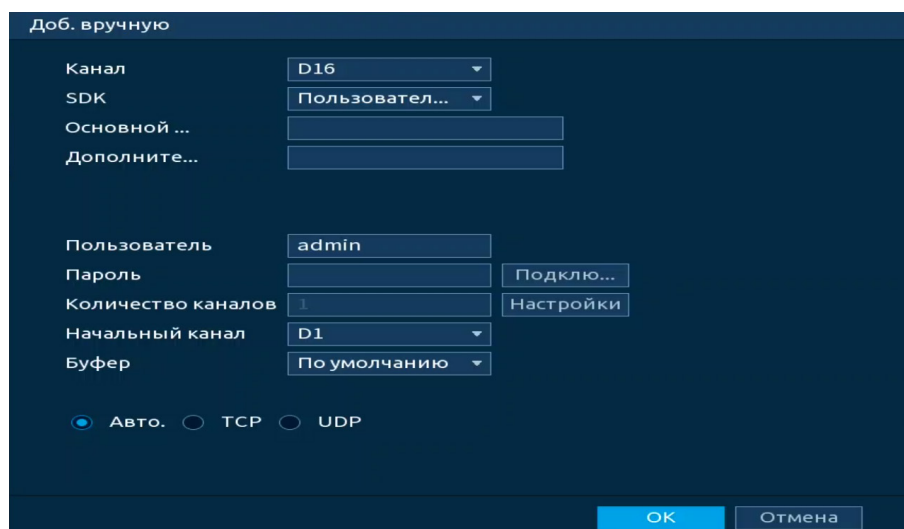 Доб. вручную
Канал D16
SDK Пользовател...
Основной ...
Дополните...
Пользователь admin
Пароль Подклю...
Количество каналов 1 Настройки
Начальный канал D1
Буфер По умолчанию
Авто. TCP UDP
OK Отмена